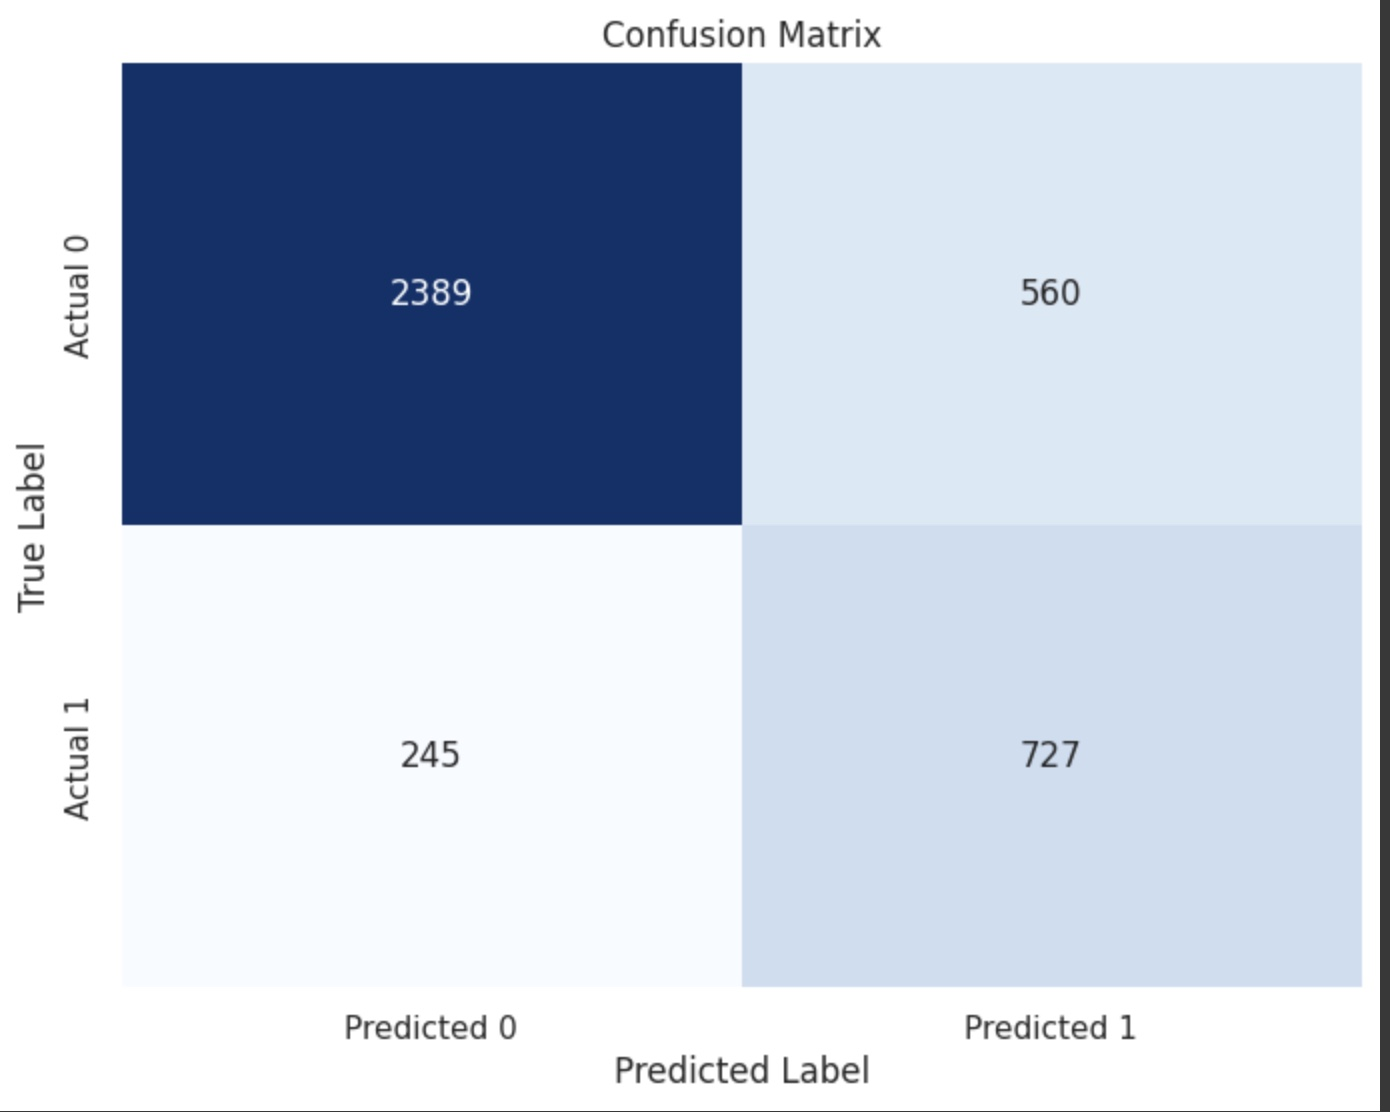 Confusion Matrix
True Label
Actual 0
2389
560
Actual 1
245
727
Predicted 0
Predicted 1
Predicted Label